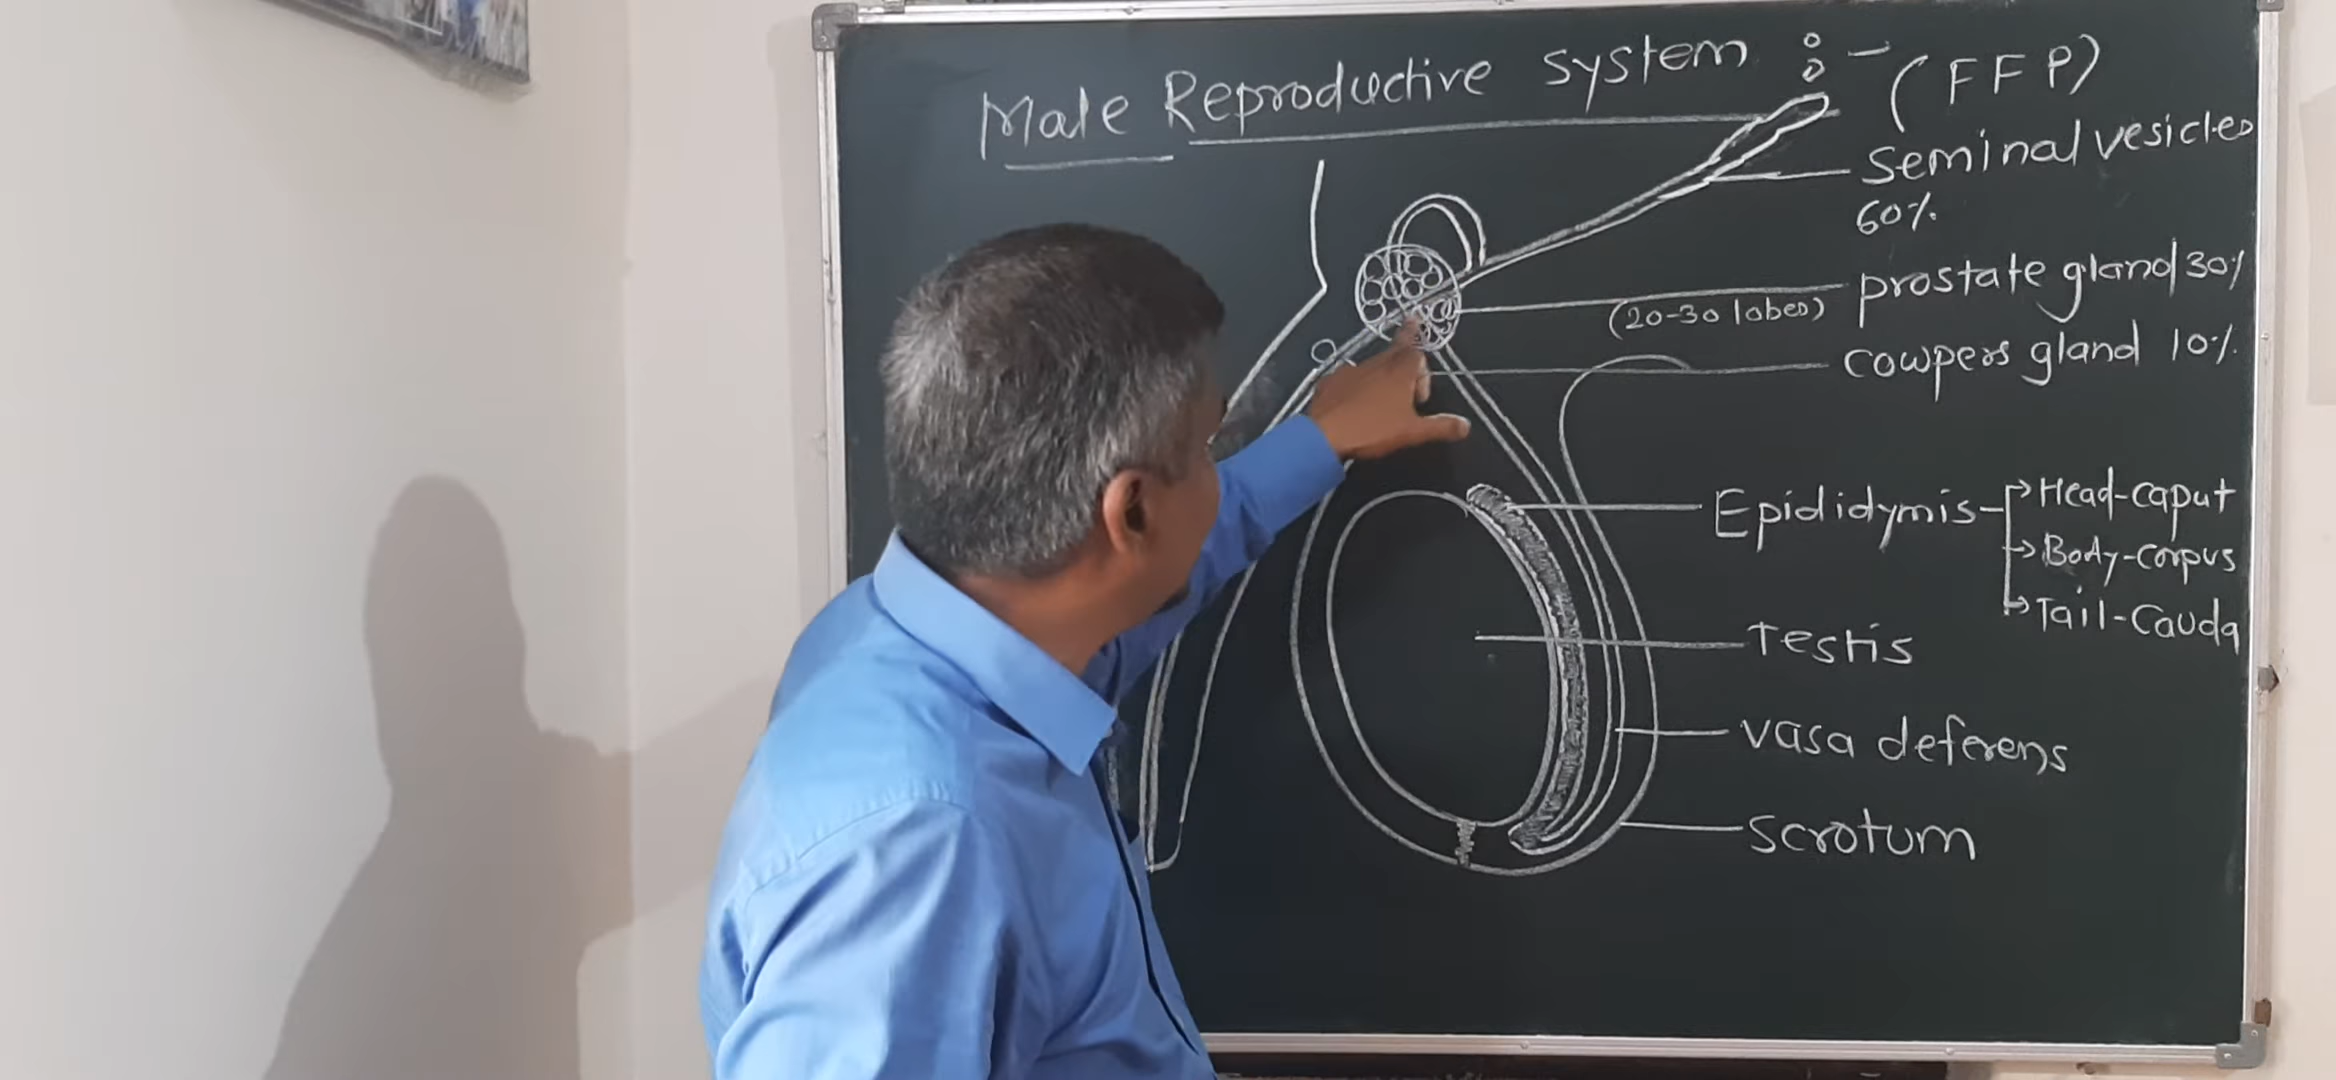 Male Reproductive System :- (FFP)
Seminal vesicles
60%
prostate gland 30%
(20-30 lobes)
cowpers gland 10%
Epididymis
Head-caput
Body-corpus
Tail-Cauda
Testis
vasa deferens
scrotum